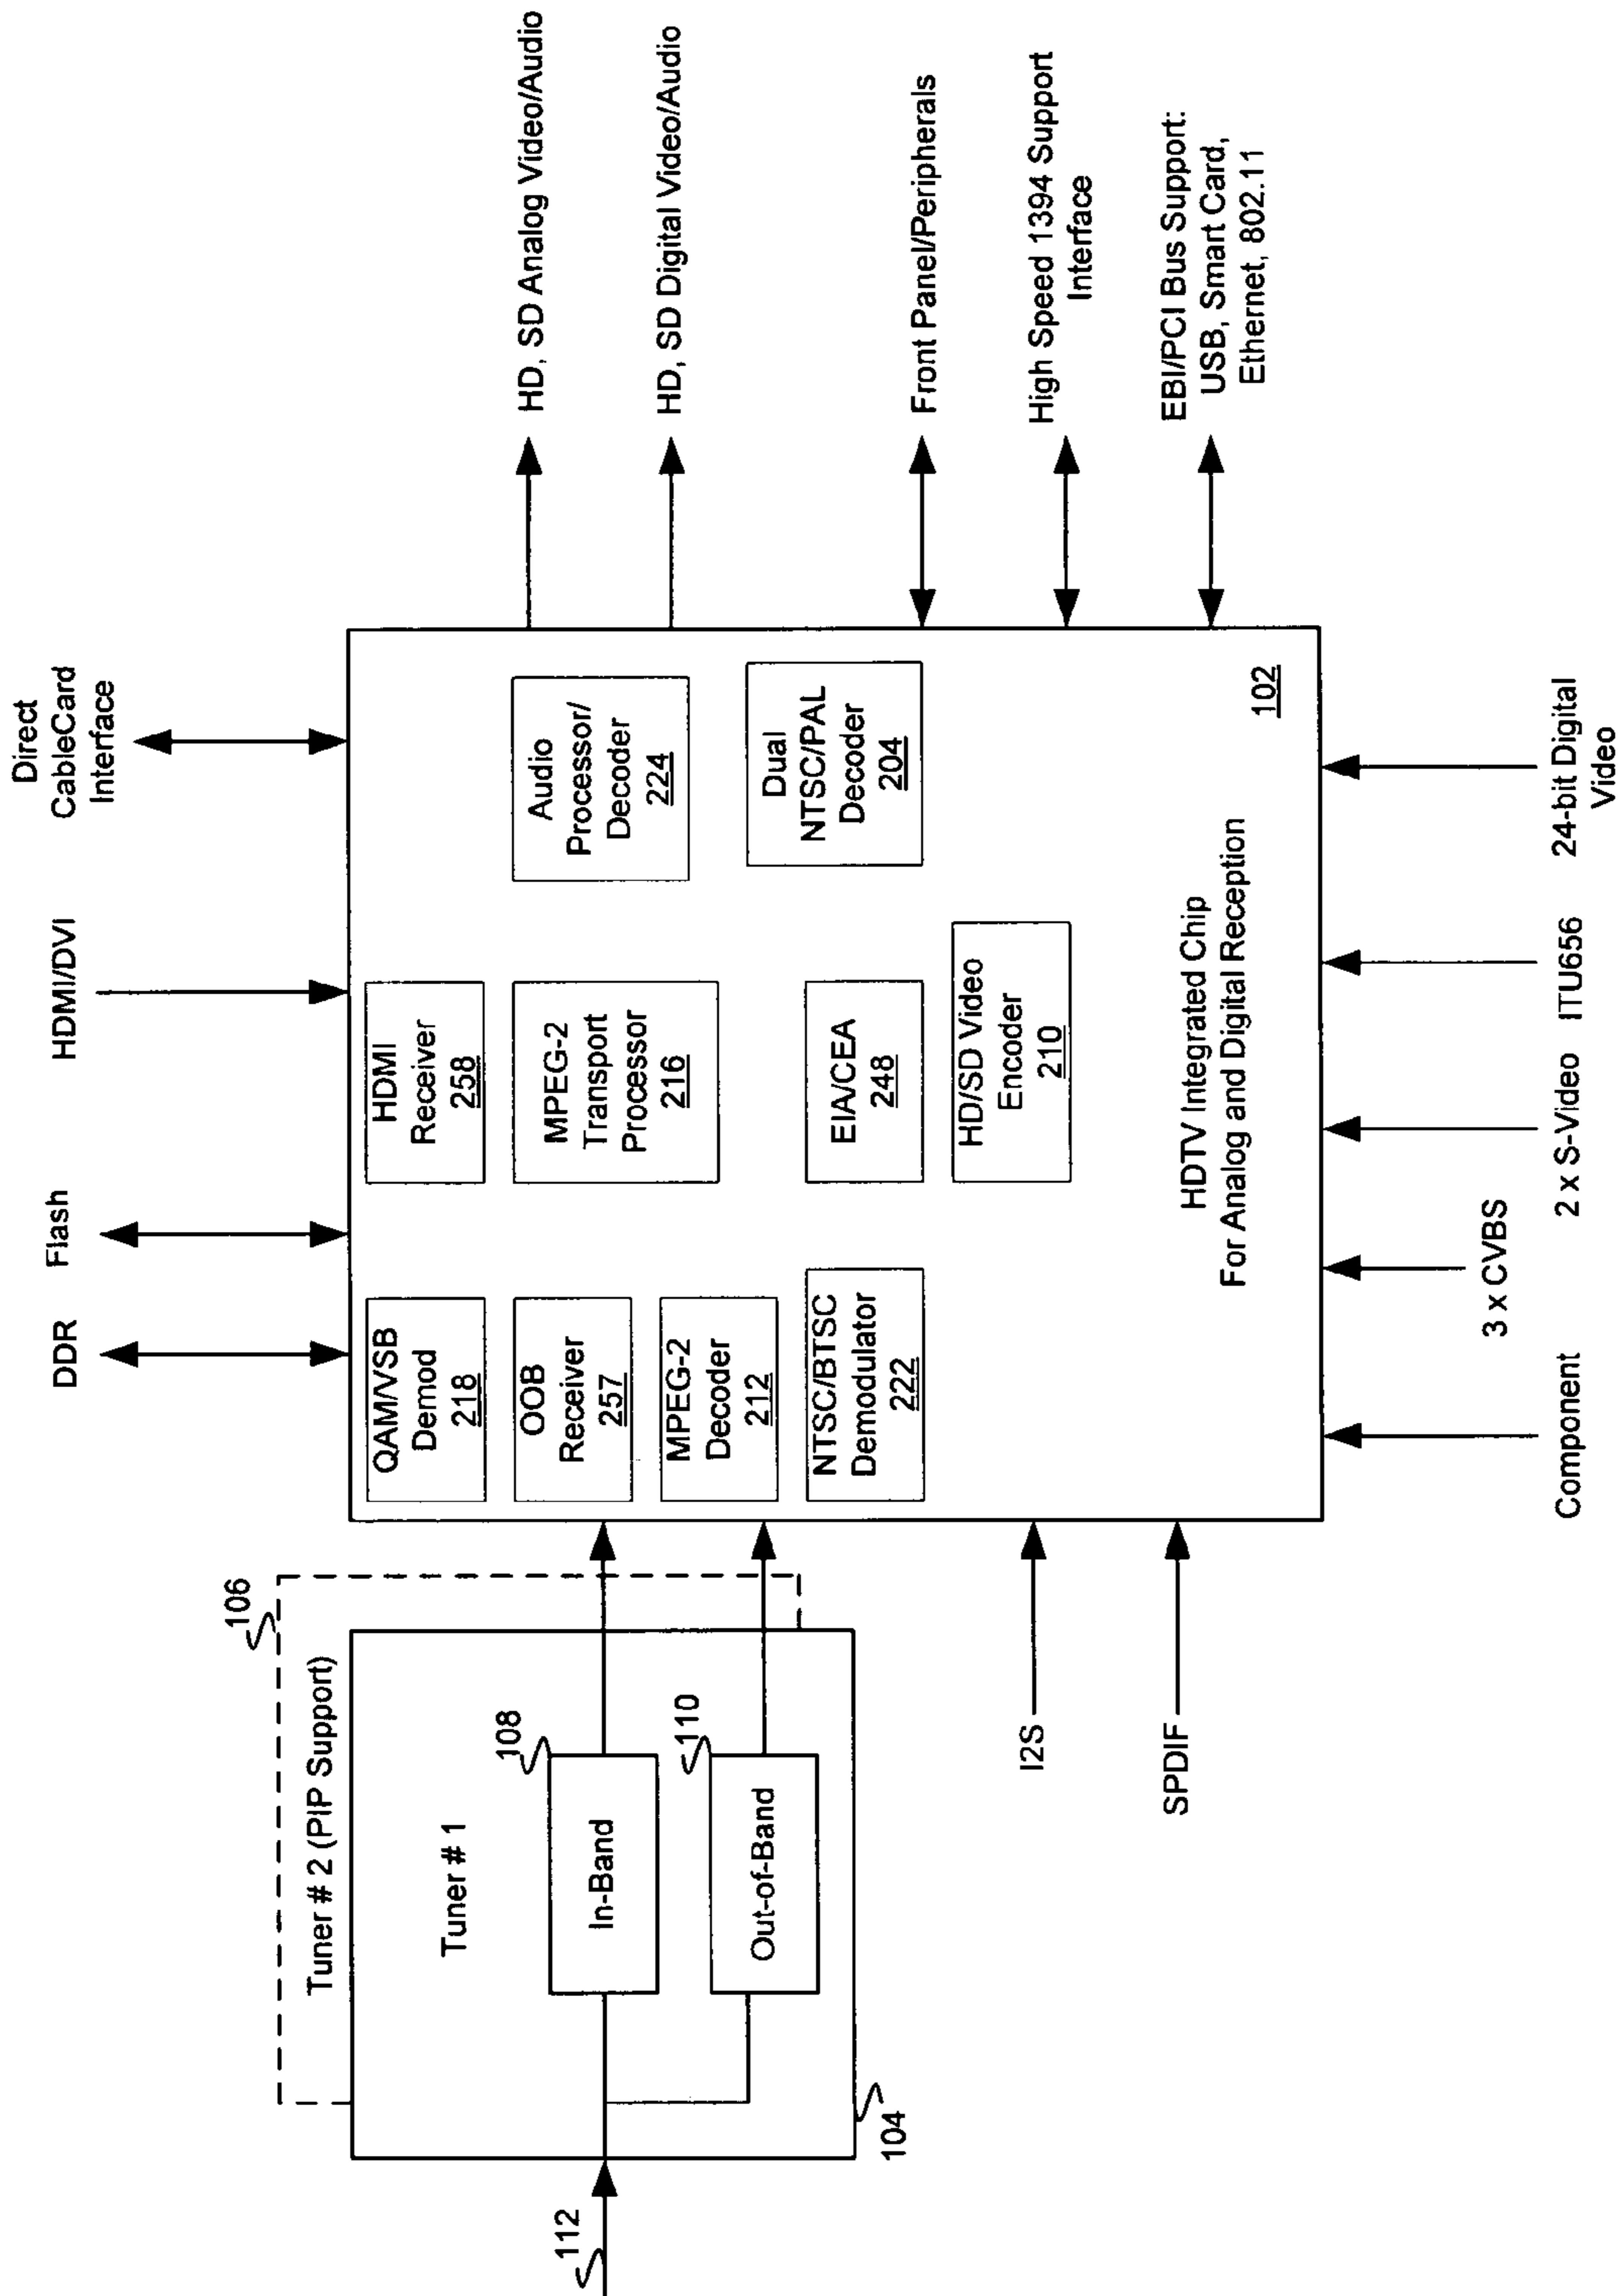 Direct
CableCard
Interface
HDMI/DVI
Flash
DDR
HD, SD Analog Video/Audio
HD, SD Digital Video/Audio
Front Panel/Peripherals
High Speed 1394 Support
Interface
EBI/PCI Bus Support:
USB, Smart Card,
Ethernet, 802.11
106
Tuner # 2 (PIP Support)
Tuner # 1
108
In-Band
110
Out-of-Band
104
112
QAM/VSB
Demod
218
OOB
Receiver
257
MPEG-2
Decoder
212
NTSC/BTSC
Demodulator
222
HDMI
Receiver
258
MPEG-2
Transport
Processor
216
EIA/CEA
248
HD/SD Video
Encoder
210
Audio
Processor/
Decoder
224
Dual
NTSC/PAL
Decoder
204
HDTV Integrated Chip
For Analog and Digital Reception
102
I2S
SPDIF
Component
3 x CVBS
2 x S-Video
ITU656
24-bit Digital
Video